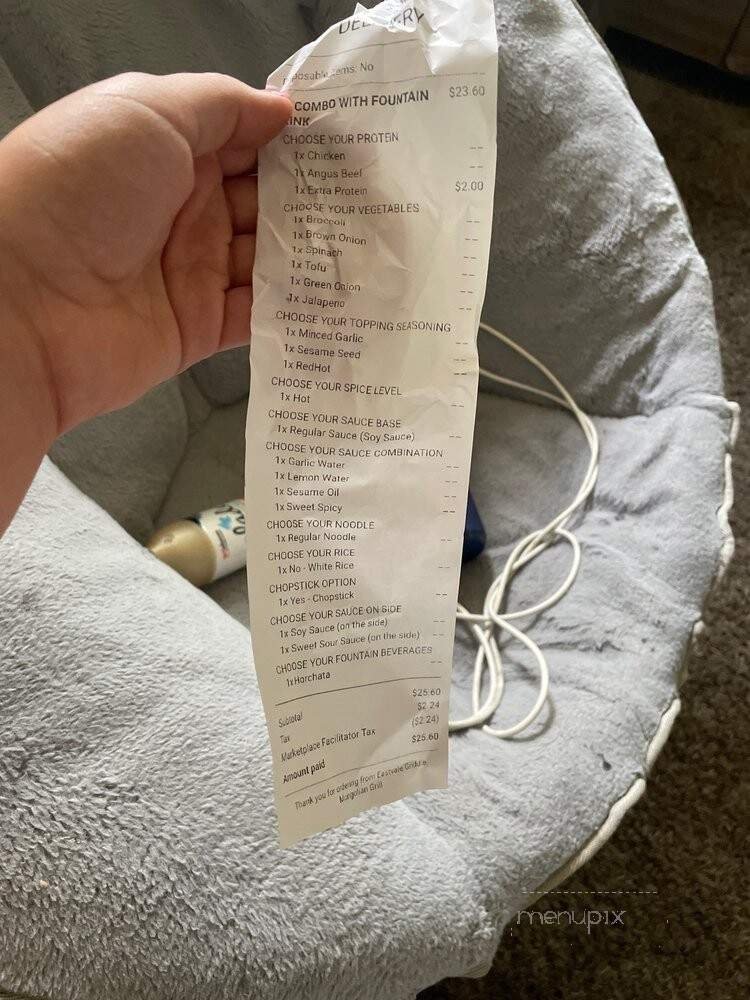 Items: No
COMBO WITH FOUNTAIN $23.60
CHOOSE YOUR PROTEIN
1x Chicken --
1x Angus Beef --
1x Extra Protein $2.00
CHOOSE YOUR VEGETABLES
1x Broccoli --
1x Brown Onion --
1x Spinach --
1x Tofu --
1x Green Onion --
1x Jalapeno --
CHOOSE YOUR TOPPING SEASONING
1x Minced Garlic --
1x Sesame Seed --
1x RedHot --
CHOOSE YOUR SPICE LEVEL
1x Hot --
CHOOSE YOUR SAUCE BASE
1x Regular Sauce (Soy Sauce) --
CHOOSE YOUR SAUCE COMBINATION
1x Garlic Water --
1x Lemon Water --
1x Sesame Oil --
1x Sweet Spicy --
CHOOSE YOUR NOODLE
1x Regular Noodle --
CHOOSE YOUR RICE
1x No - White Rice --
CHOPSTICK OPTION
1x Yes - Chopstick --
CHOOSE YOUR SAUCE ON SIDE
1x Soy Sauce (on the side) --
1x Sweet Sour Sauce (on the side) --
CHOOSE YOUR FOUNTAIN BEVERAGES
1x Horchata --
Subtotal $25.60
Tax $2.24
Marketplace Facilitator Tax ($2.24)
Amount paid $25.60
Thank you for ordering from Eastvale Griddle
Mongolian Grill
menupix